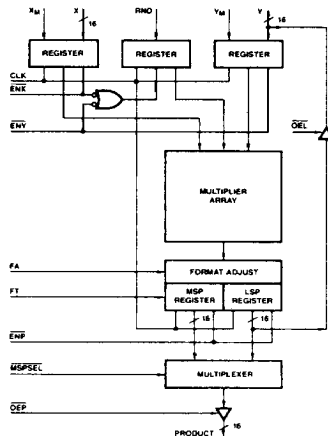 X_M X RND Y_M Y
16 16
REGISTER REGISTER REGISTER
CLK
ENX
ENY
OEL
MULTIPLIER
ARRAY
FA
FORMAT ADJUST
FT
MSP
REGISTER
LSP
REGISTER
ENP
16 16
MSPSEL
MULTIPLEXER
OEP
16
PRODUCT